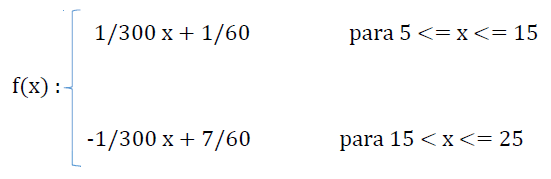 1/300 x + 1/60 para 5 <= x <= 15
f(x) :
-1/300 x + 7/60 para 15 < x <= 25